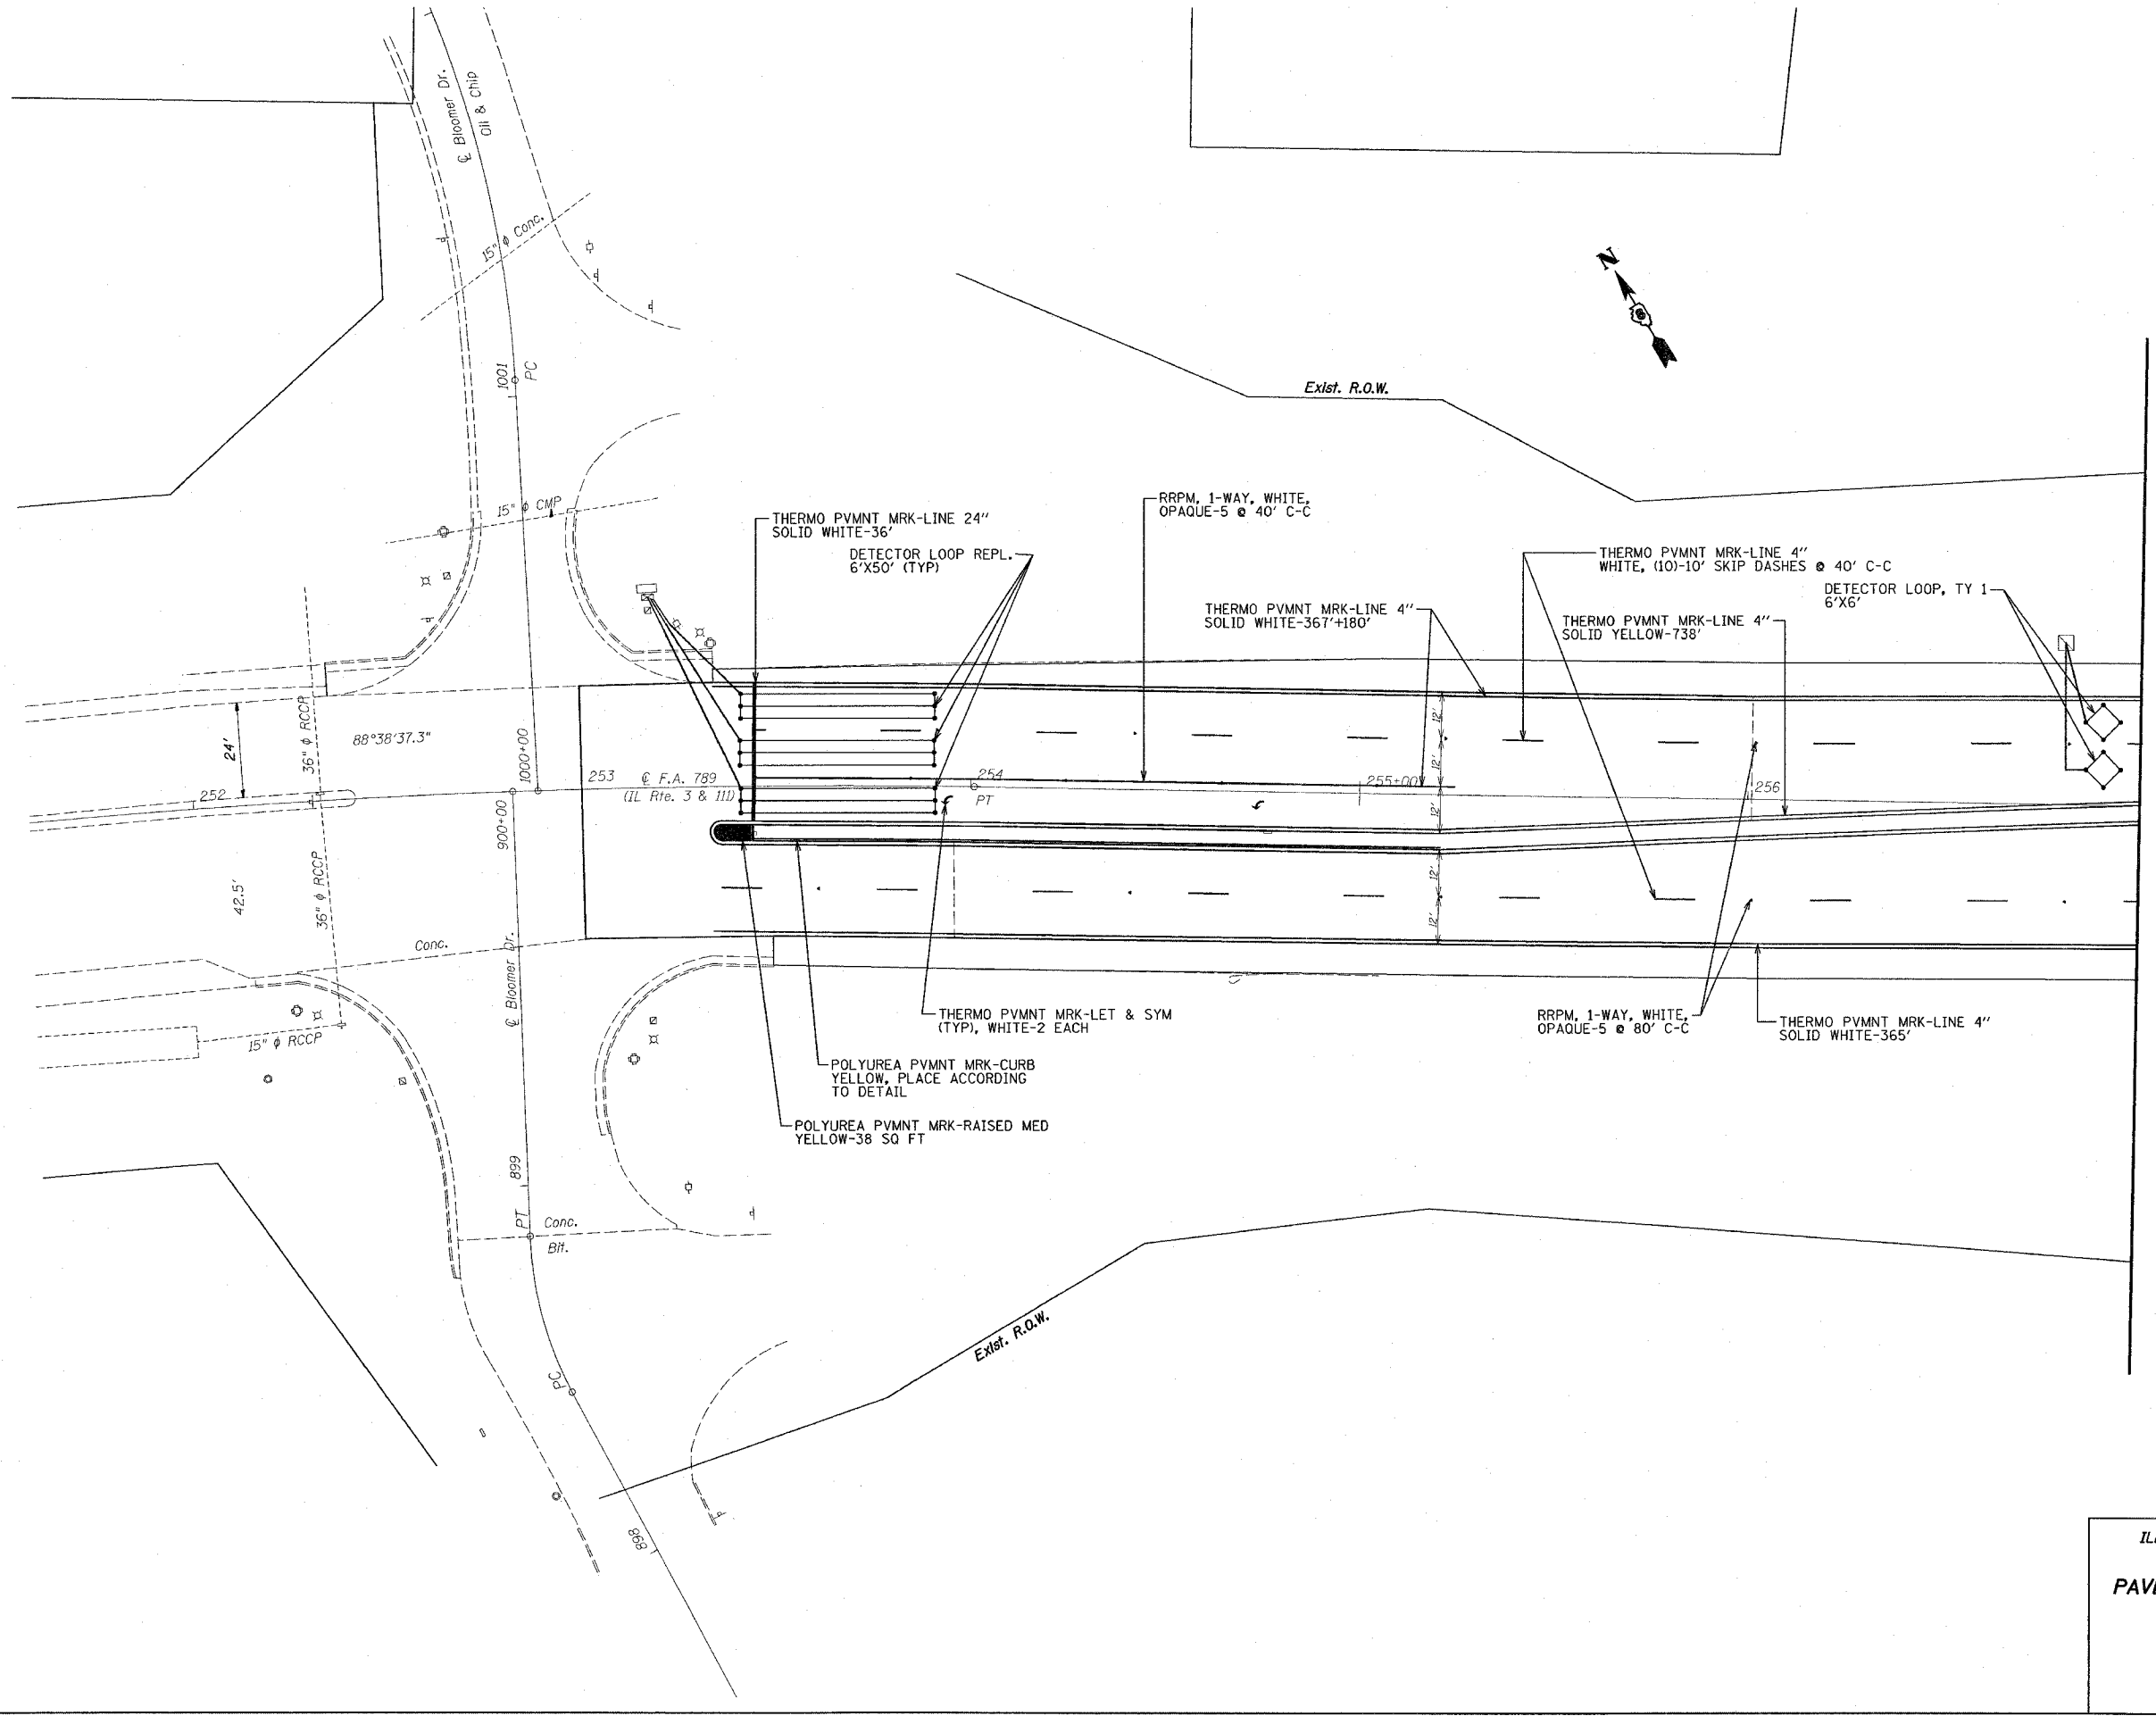 ℄ Bloomer Dr.
Oil & Chip
15" ϕ Conc.
1001
PC
N
Exist. R.O.W.
15" ϕ CMP
THERMO PVMNT MRK-LINE 24"
SOLID WHITE-36'
DETECTOR LOOP REPL.
6'X50' (TYP)
RRPM, 1-WAY, WHITE,
OPAQUE-5 @ 40' C-C
THERMO PVMNT MRK-LINE 4"
WHITE, (10)-10' SKIP DASHES @ 40' C-C
DETECTOR LOOP, TY 1
6'X6'
THERMO PVMNT MRK-LINE 4"
SOLID WHITE-367'+180'
THERMO PVMNT MRK-LINE 4"
SOLID YELLOW-738'
24'
36" ϕ RCCP
88°38'37.3"
1000+00
252
253
℄ F.A. 789
(IL Rte. 3 & 111)
254
PT
255+00
256
12'
12'
12'
12'
12'
900+00
42.5'
36" ϕ RCCP
Conc.
℄ Bloomer Dr.
15" ϕ RCCP
THERMO PVMNT MRK-LET & SYM
(TYP), WHITE-2 EACH
RRPM, 1-WAY, WHITE,
OPAQUE-5 @ 80' C-C
THERMO PVMNT MRK-LINE 4"
SOLID WHITE-365'
POLYUREA PVMNT MRK-CURB
YELLOW, PLACE ACCORDING
TO DETAIL
POLYUREA PVMNT MRK-RAISED MED
YELLOW-38 SQ FT
899
PT
Conc.
Bit.
Exist. R.O.W.
PC
898